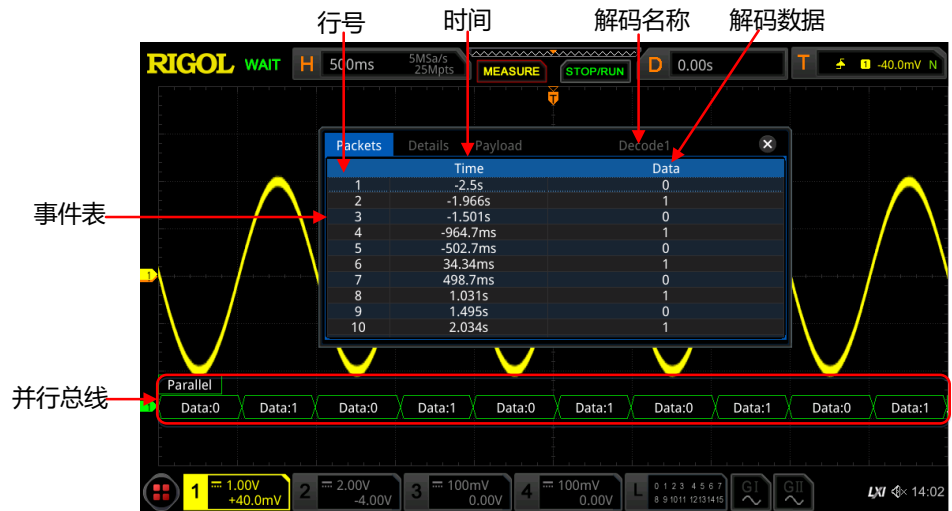 行号 时间 解码名称 解码数据
RIGOL WAIT H 500ms 5MSa/s 25Mpts MEASURE STOP/RUN D 0.00s T 1 -40.0mV N
T
Packets Details Payload Decode1
Time Data
1 -2.5s 0
2 -1.966s 1
事件表
3 -1.501s 0
4 -964.7ms 1
5 -502.7ms 0
6 34.34ms 1
1
7 498.7ms 0
8 1.031s 1
9 1.495s 0
10 2.034s 1
Parallel
并行总线
Data:0 Data:1 Data:0 Data:1 Data:0 Data:1 Data:0 Data:1 Data:0 Data:1
1 1.00V +40.0mV 2 2.00V -4.00V 3 100mV 0.00V 4 100mV 0.00V L 0 1 2 3 4 5 6 7 8 9 10 11 12 13 14 15 GI GII LXI 14:02